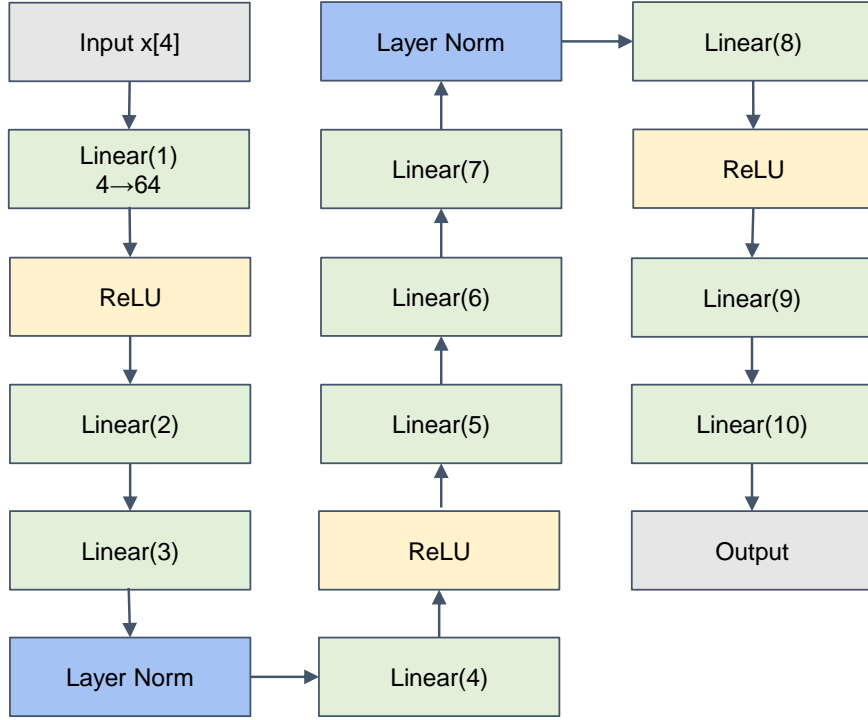 Input x[4]
Linear(1)
4→64
ReLU
Linear(2)
Linear(3)
Layer Norm
Linear(4)
ReLU
Linear(5)
Linear(6)
Linear(7)
Layer Norm
Linear(8)
ReLU
Linear(9)
Linear(10)
Output